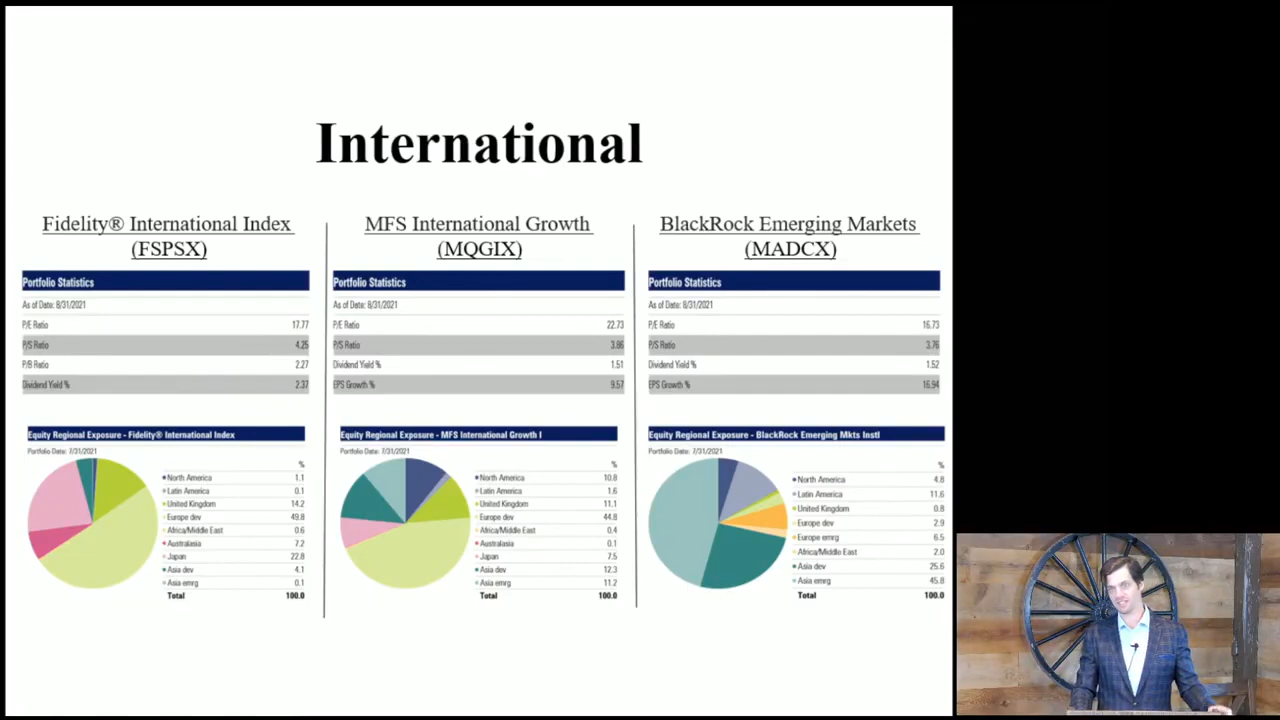 International
Fidelity® International Index
(FSPSX)
Portfolio Statistics
As of Date: 8/31/2021
P/E Ratio 17.77
P/S Ratio 4.25
P/B Ratio 2.27
Dividend Yield % 2.37
Equity Regional Exposure - Fidelity® International Index
Portfolio Date: 7/31/2021
%
North America 1.1
Latin America 0.1
United Kingdom 14.2
Europe dev 49.8
Africa/Middle East 0.6
Australasia 7.2
Japan 22.8
Asia dev 4.1
Asia emrg 0.1
Total 100.0
MFS International Growth
(MQGIX)
Portfolio Statistics
As of Date: 8/31/2021
P/E Ratio 22.73
P/S Ratio 3.86
Dividend Yield % 1.51
EPS Growth % 9.57
Equity Regional Exposure - MFS International Growth I
Portfolio Date: 7/31/2021
%
North America 10.8
Latin America 1.6
United Kingdom 11.1
Europe dev 44.8
Africa/Middle East 0.4
Australasia 0.1
Japan 7.5
Asia dev 12.3
Asia emrg 11.2
Total 100.0
BlackRock Emerging Markets
(MADCX)
Portfolio Statistics
As of Date: 8/31/2021
P/E Ratio 16.73
P/S Ratio 3.76
Dividend Yield % 1.52
EPS Growth % 16.94
Equity Regional Exposure - BlackRock Emerging Mkts Instl
Portfolio Date: 7/31/2021
%
North America 4.8
Latin America 11.6
United Kingdom 0.8
Europe dev 2.9
Europe emrg 6.5
Africa/Middle East 2.0
Asia dev 25.6
Asia emrg 45.8
Total 100.0